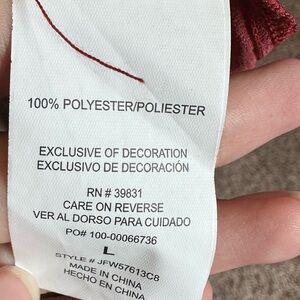 100% POLYESTER/POLIESTER
EXCLUSIVE OF DECORATION
EXCLUSIVO DE DECORACIÓN
RN # 39831
CARE ON REVERSE
VER AL DORSO PARA CUIDADO
PO# 100-00066736
L
STYLE # JFW57613C8
MADE IN CHINA
HECHO EN CHINA